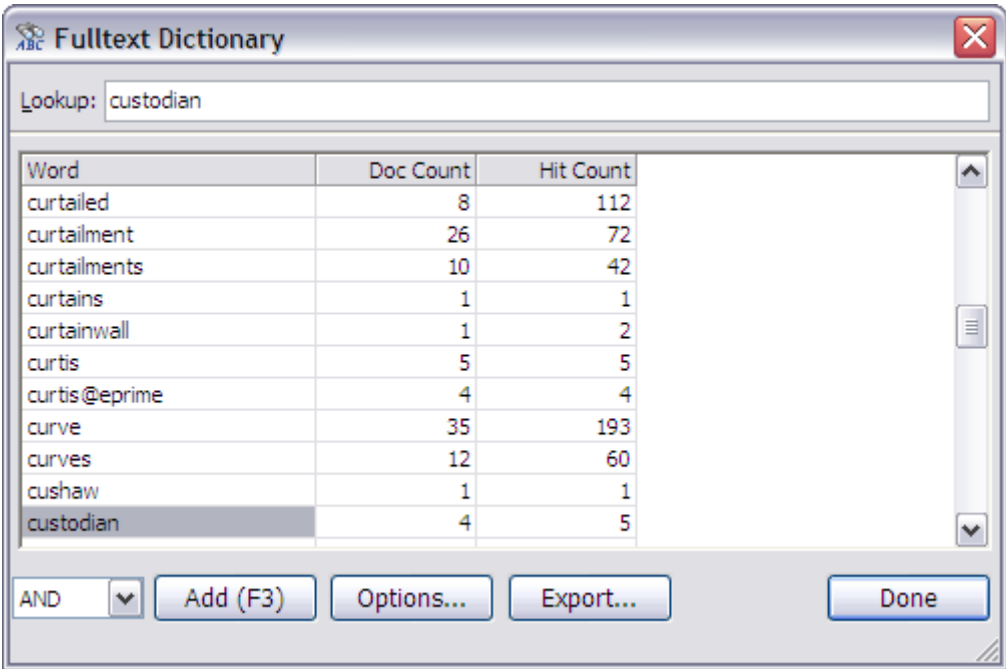 Fulltext Dictionary
Lookup: custodian
Word Doc Count Hit Count
curtailed 8 112
curtailment 26 72
curtailments 10 42
curtains 1 1
curtainwall 1 2
curtis 5 5
curtis@eprime 4 4
curve 35 193
curves 12 60
cushaw 1 1
custodian 4 5
AND Add (F3) Options... Export... Done